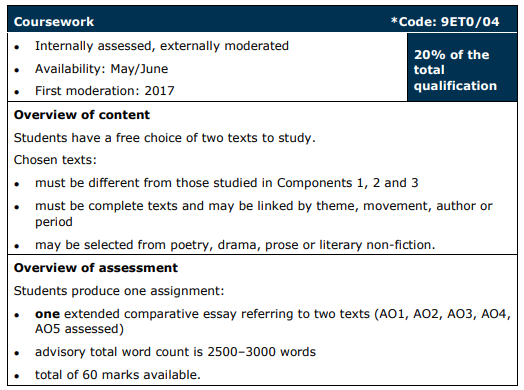 Coursework *Code: 9ET0/04
• Internally assessed, externally moderated
• Availability: May/June
• First moderation: 2017
20% of the
total
qualification
Overview of content
Students have a free choice of two texts to study.
Chosen texts:
• must be different from those studied in Components 1, 2 and 3
• must be complete texts and may be linked by theme, movement, author or
period
• may be selected from poetry, drama, prose or literary non-fiction.
Overview of assessment
Students produce one assignment:
• one extended comparative essay referring to two texts (AO1, AO2, AO3, AO4,
AO5 assessed)
• advisory total word count is 2500–3000 words
• total of 60 marks available.